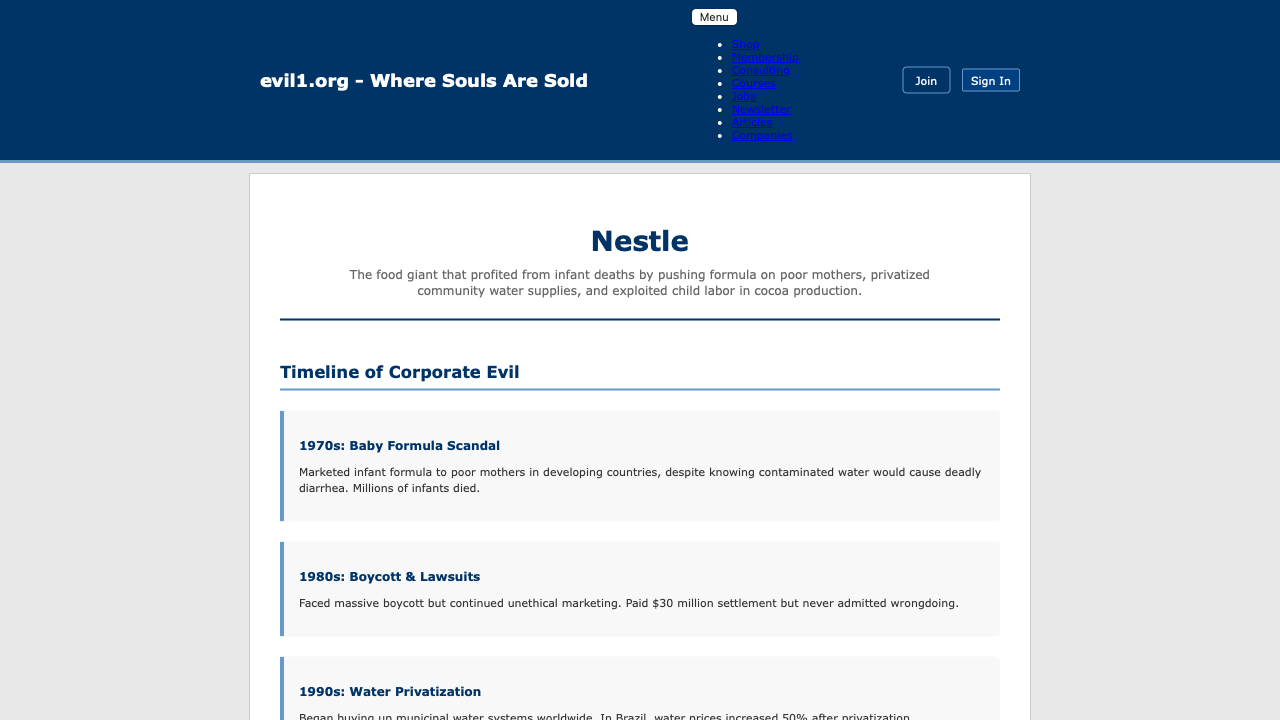 Menu
Shop
Membership
Consulting
Courses
Jobs
Newsletter
Articles
Companies
evil1.org - Where Souls Are Sold
Join
Sign In
Nestle
The food giant that profited from infant deaths by pushing formula on poor mothers, privatized
community water supplies, and exploited child labor in cocoa production.
Timeline of Corporate Evil
1970s: Baby Formula Scandal
Marketed infant formula to poor mothers in developing countries, despite knowing contaminated water would cause deadly
diarrhea. Millions of infants died.
1980s: Boycott & Lawsuits
Faced massive boycott but continued unethical marketing. Paid $30 million settlement but never admitted wrongdoing.
1990s: Water Privatization
Began buying up municipal water systems worldwide. In Brazil, water prices increased 50% after privatization.